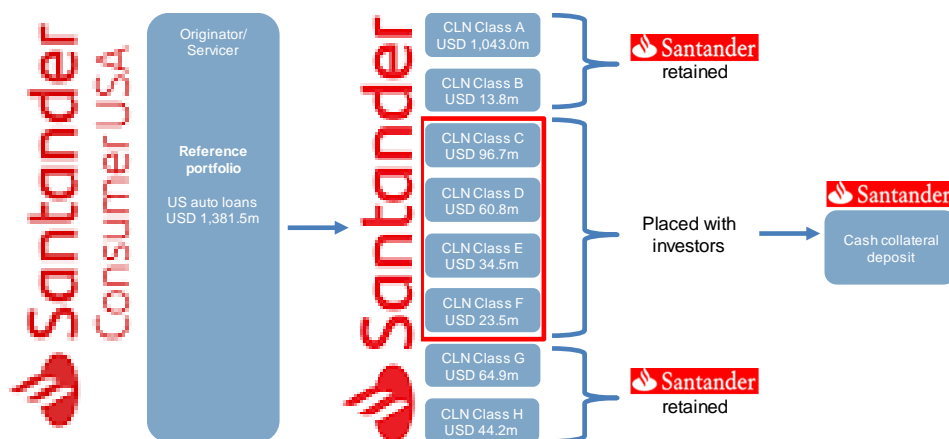 Santander
Consumer USA
Originator/
Servicer
Reference
portfolio
US auto loans
USD 1,381.5m
Santander
CLN Class A
USD 1,043.0m
CLN Class B
USD 13.8m
CLN Class C
USD 96.7m
CLN Class D
USD 60.8m
CLN Class E
USD 34.5m
CLN Class F
USD 23.5m
CLN Class G
USD 64.9m
CLN Class H
USD 44.2m
Santander
retained
Placed with
investors
Santander
retained
Santander
Cash collateral
deposit